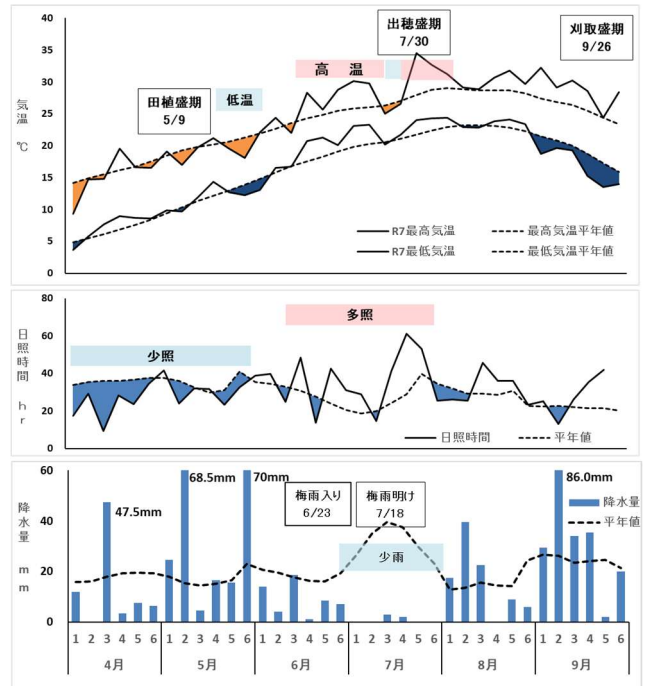 40
35
30
25
20
15
10
5
0
気温
℃
田植盛期
5/9
低温
高 温
出穂盛期
7/30
刈取盛期
9/26
R7最高気温
最高気温平年値
R7最低気温
最低気温平年値
80
60
40
20
0
日照時間
hr
少照
多照
日照時間
平年値
60
40
20
0
降水量
mm
47.5mm
68.5mm
70mm
梅雨入り
6/23
梅雨明け
7/18
少雨
86.0mm
降水量
平年値
1 2 3 4 5 6 1 2 3 4 5 6 1 2 3 4 5 6 1 2 3 4 5 6 1 2 3 4 5 6 1 2 3 4 5 6
4月 5月 6月 7月 8月 9月